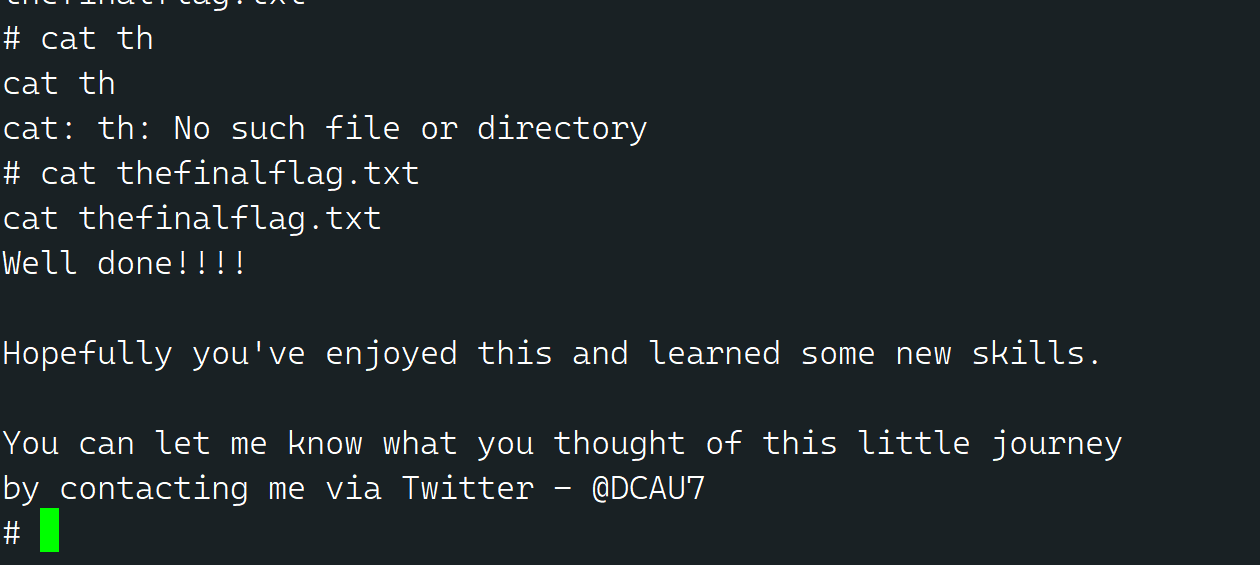 thefinalflag.txt
# cat th
cat th
cat: th: No such file or directory
# cat thefinalflag.txt
cat thefinalflag.txt
Well done!!!!
Hopefully you've enjoyed this and learned some new skills.
You can let me know what you thought of this little journey
by contacting me via Twitter - @DCAU7
#